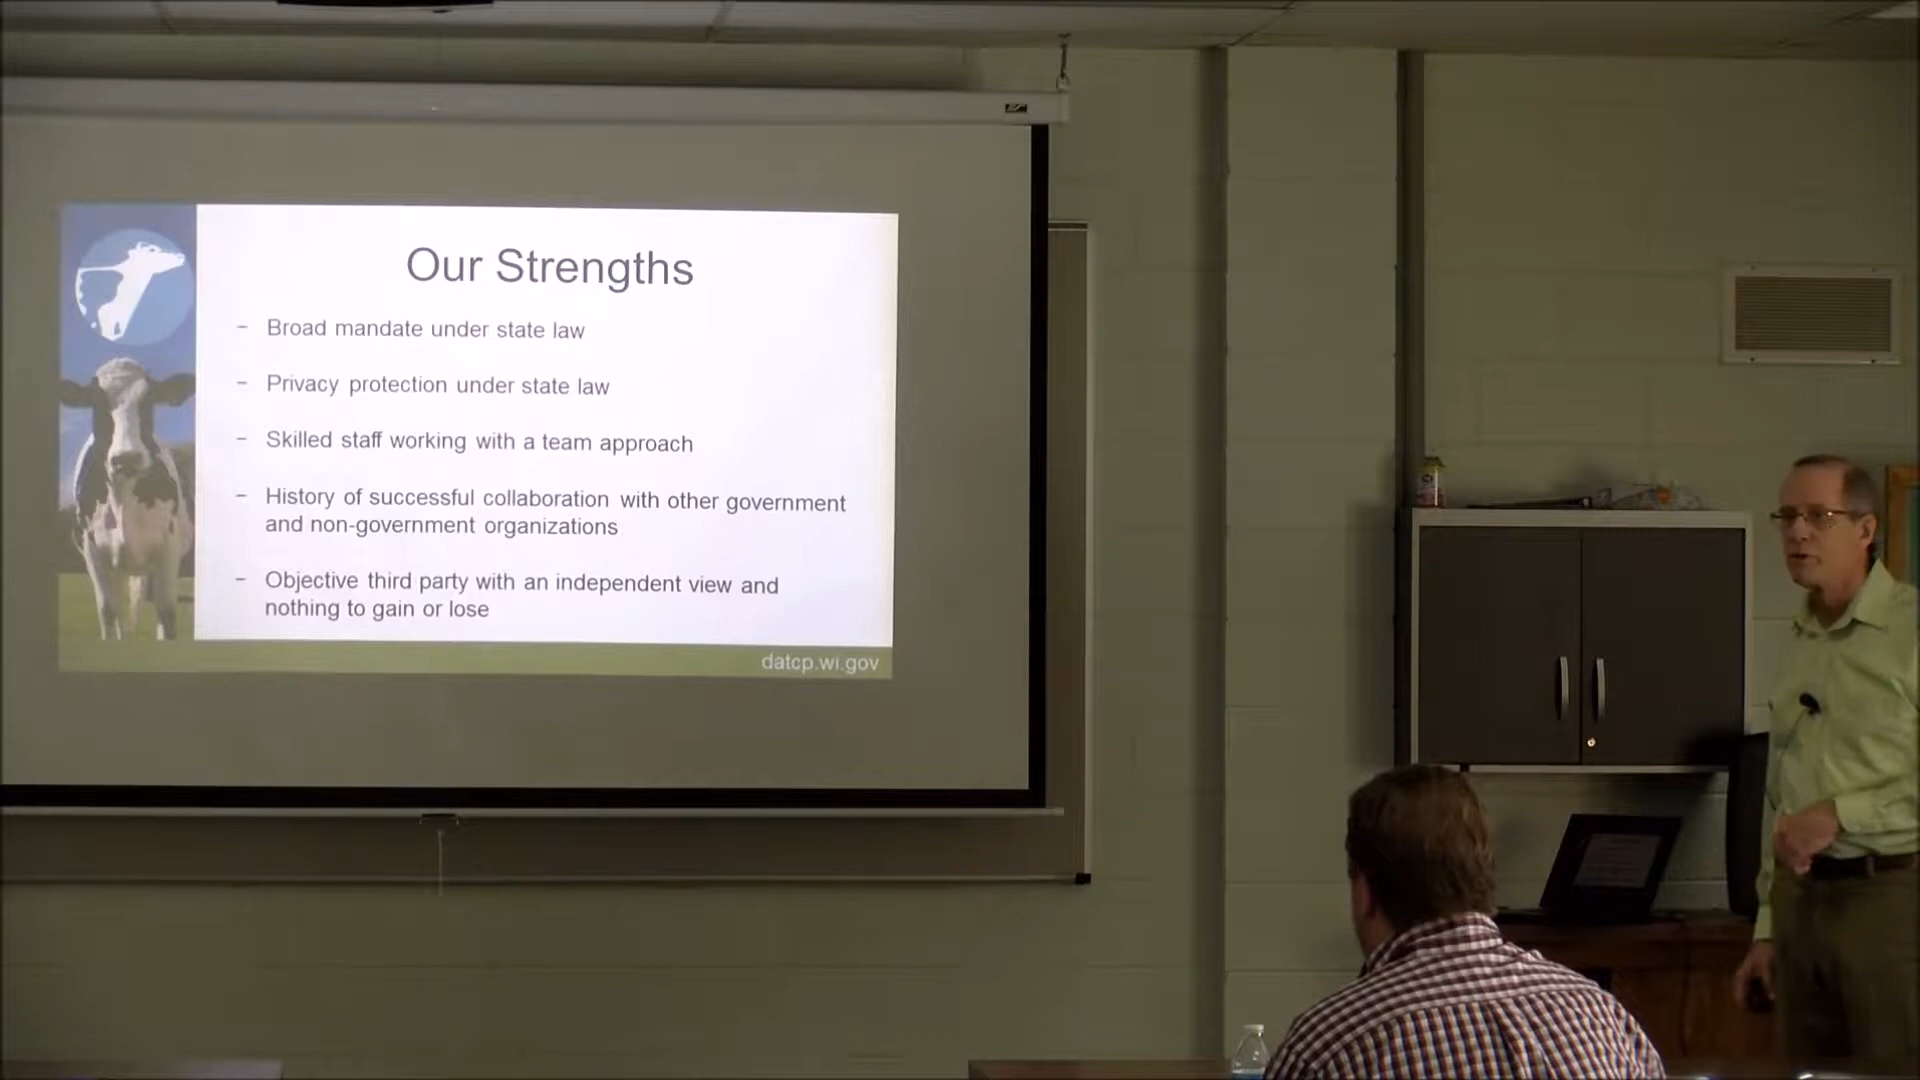 Our Strengths
- Broad mandate under state law
- Privacy protection under state law
- Skilled staff working with a team approach
- History of successful collaboration with other government
and non-government organizations
- Objective third party with an independent view and
nothing to gain or lose
datcp.wi.gov